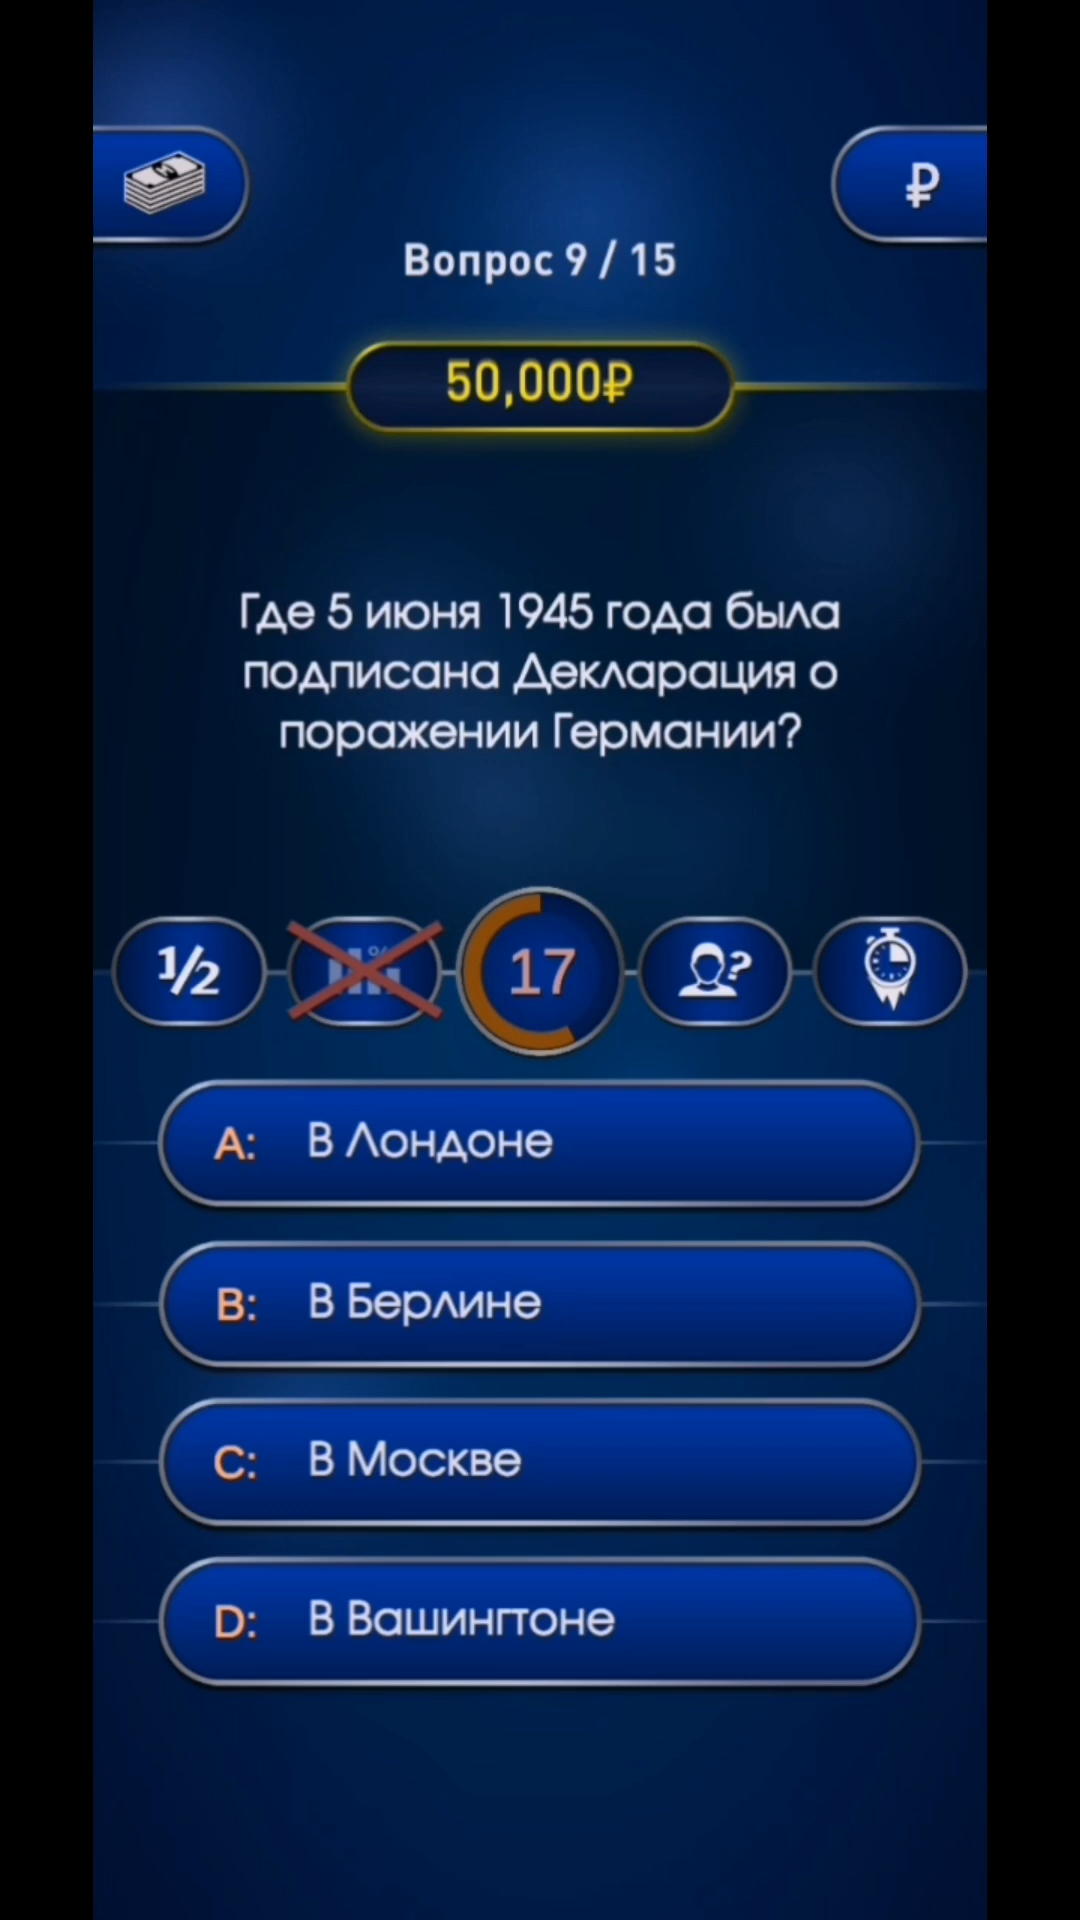 ₽
Вопрос 9 / 15
50,000₽
Где 5 июня 1945 года была
подписана Декларация о
поражении Германии?
1/2
%
17
?
A: В Лондоне
B: В Берлине
C: В Москве
D: В Вашингтоне